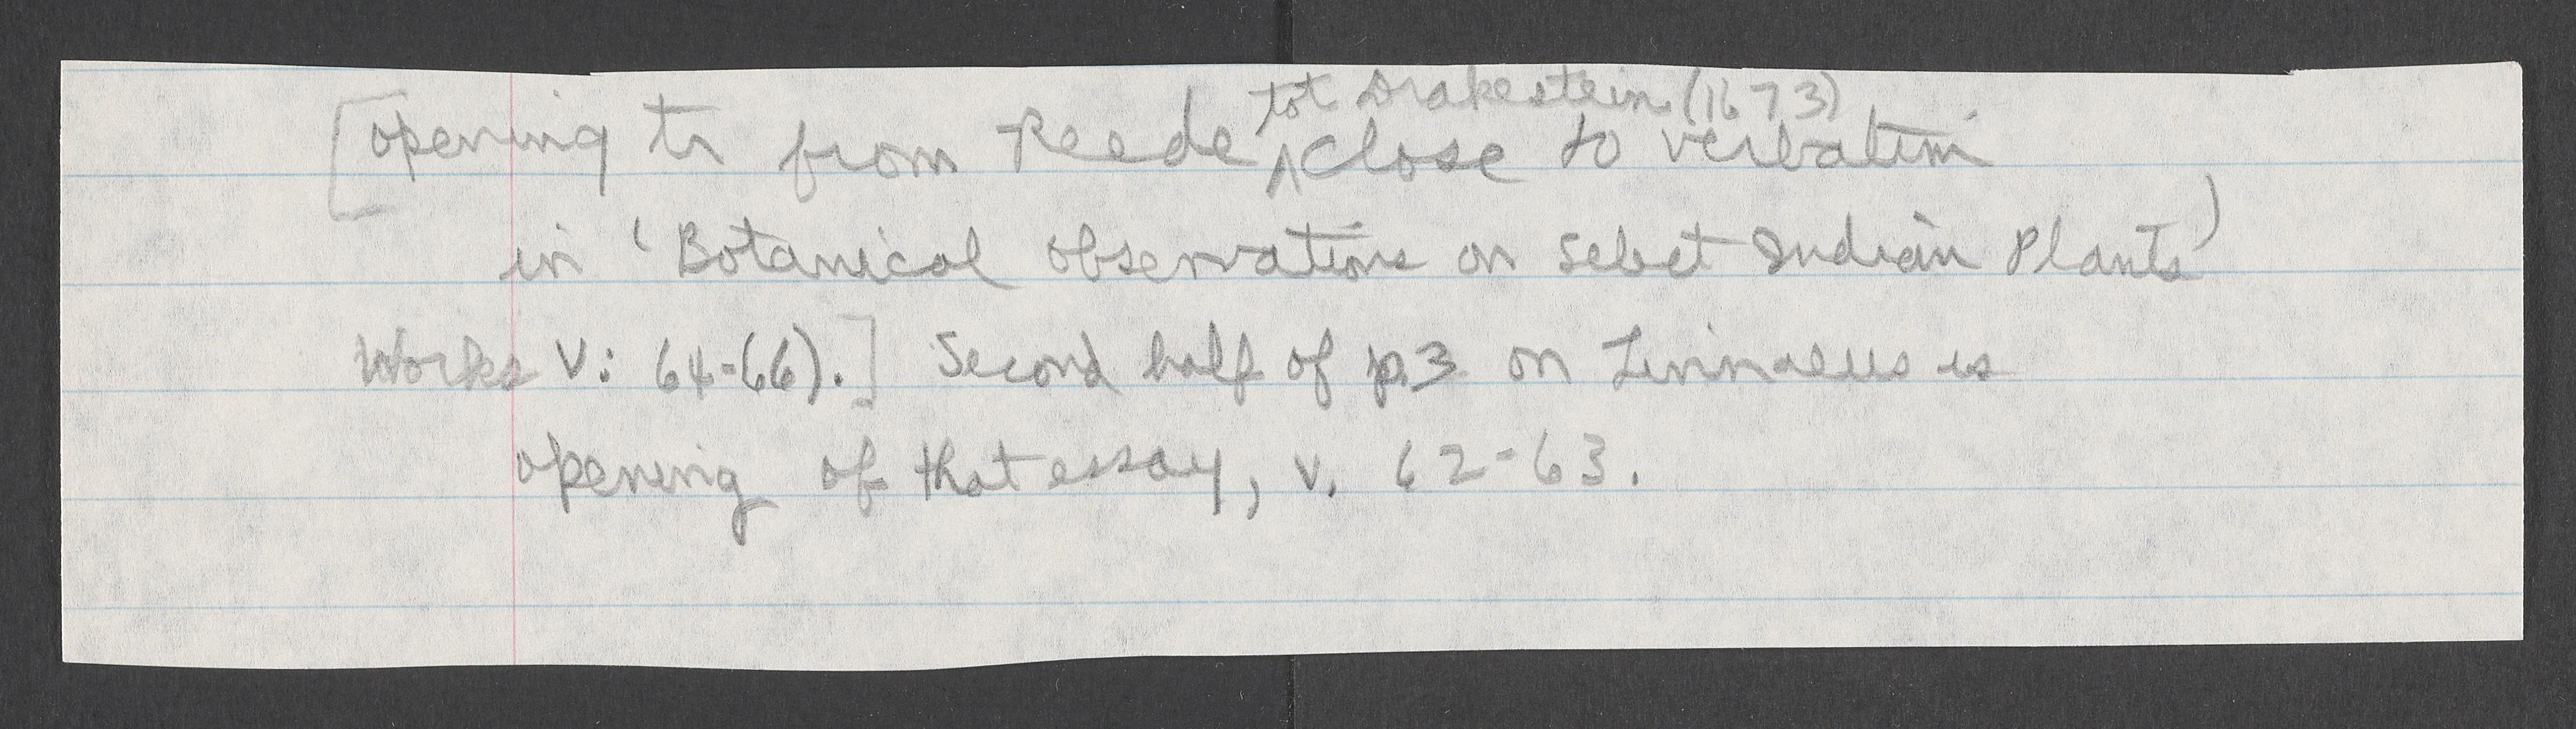 [opening tr from Reede ^ tot Drakestein (1673) close to verbatim
in 'Botanical observations on select Indian Plants'
Works V: 64-66).] Second half of p.3 on Linnaeus is
opening of that essay, v. 62-63.